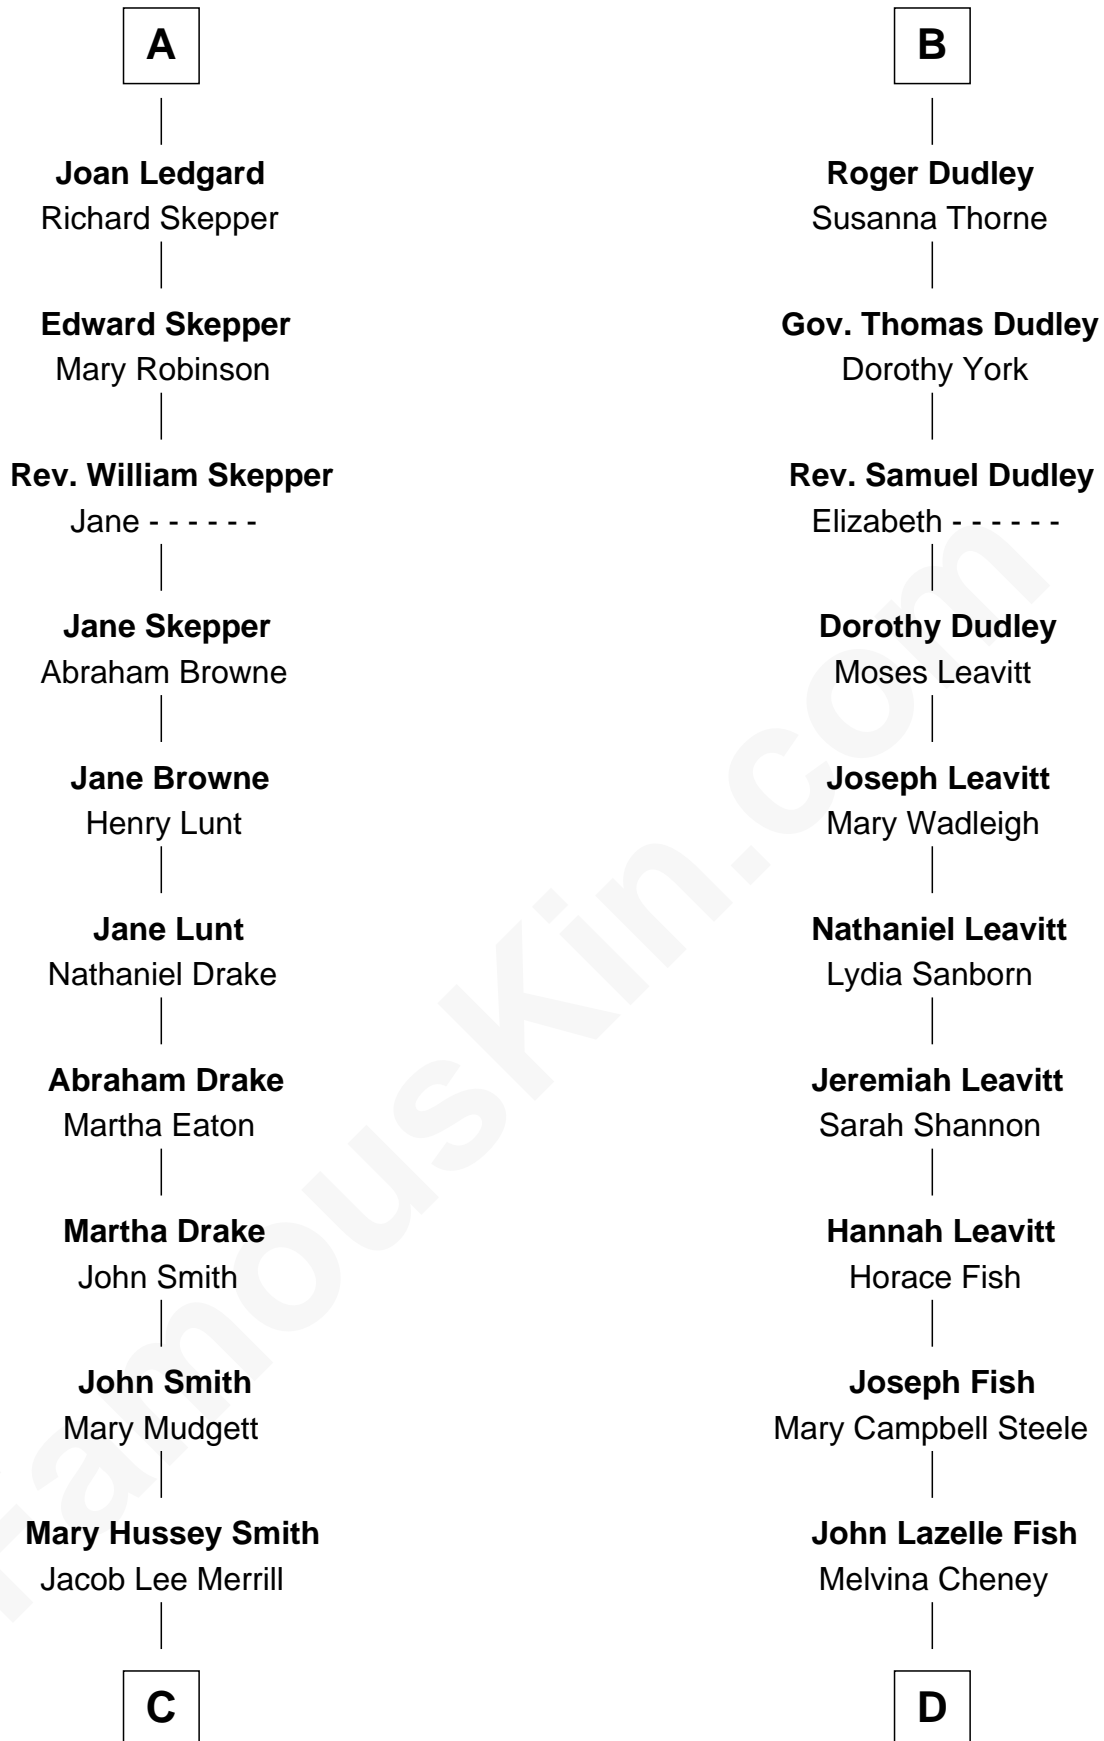 A
Joan Ledgard
Richard Skepper
Edward Skepper
Mary Robinson
Rev. William Skepper
Jane - - - - - -
Jane Skepper
Abraham Browne
Jane Browne
Henry Lunt
Jane Lunt
Nathaniel Drake
Abraham Drake
Martha Eaton
Martha Drake
John Smith
John Smith
Mary Mudgett
Mary Hussey Smith
Jacob Lee Merrill
C
B
Roger Dudley
Susanna Thorne
Gov. Thomas Dudley
Dorothy York
Rev. Samuel Dudley
Elizabeth - - - - - -
Dorothy Dudley
Moses Leavitt
Joseph Leavitt
Mary Wadleigh
Nathaniel Leavitt
Lydia Sanborn
Jeremiah Leavitt
Sarah Shannon
Hannah Leavitt
Horace Fish
Joseph Fish
Mary Campbell Steele
John Lazelle Fish
Melvina Cheney
D
FamousKin.com